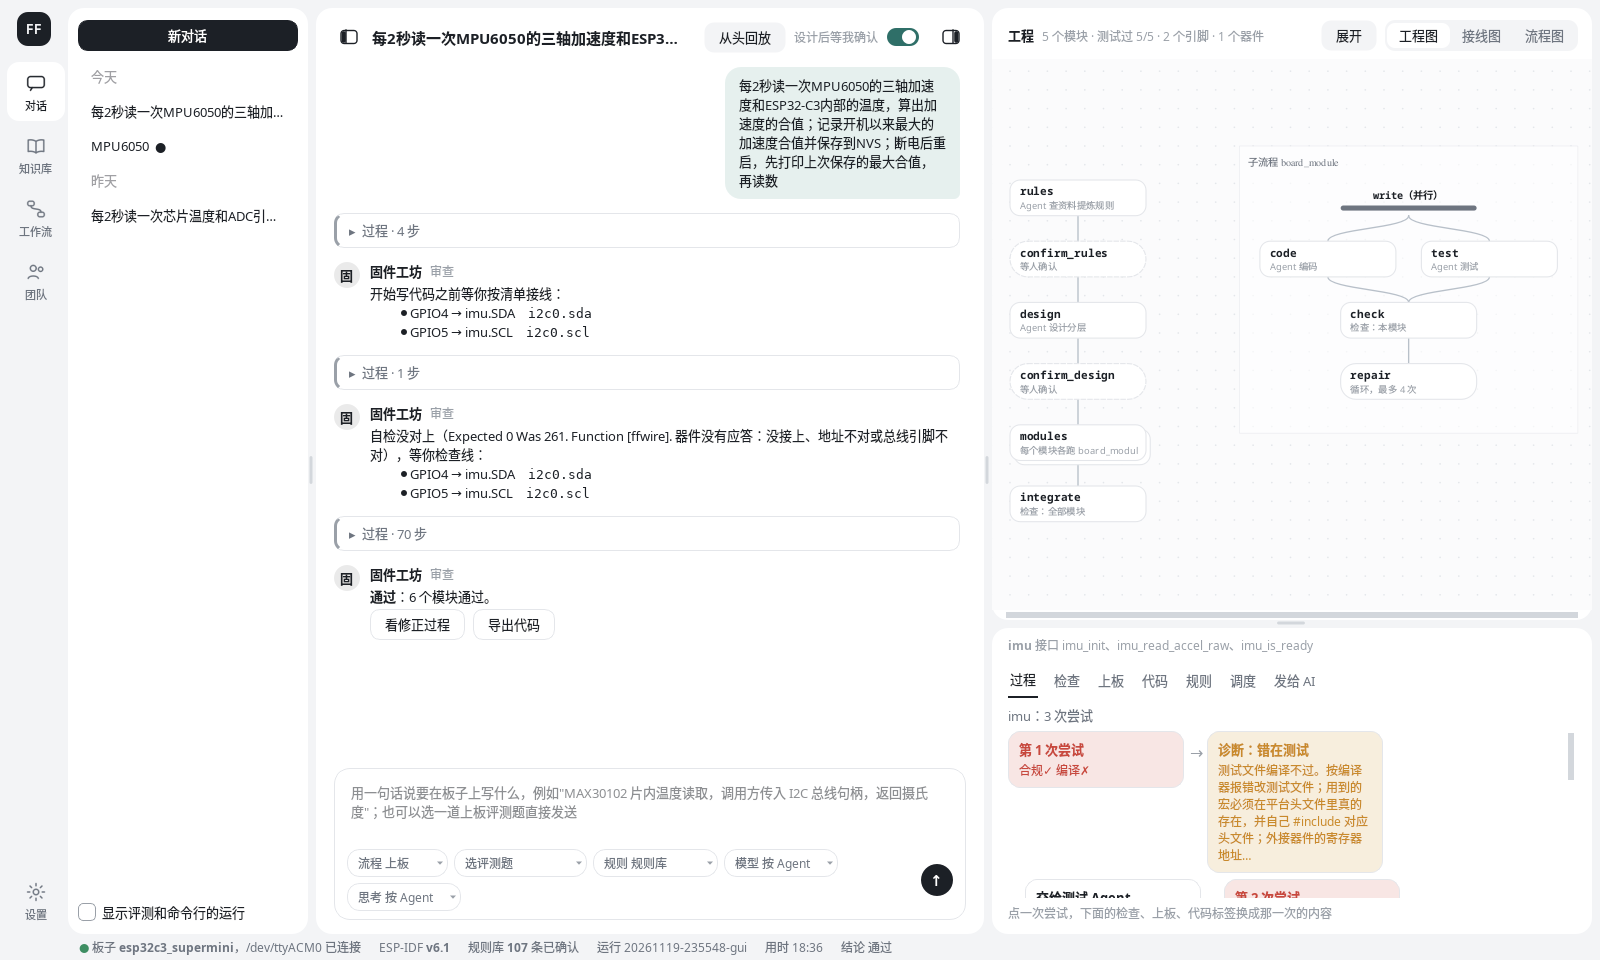 FF
对话
知识库
工作流
团队
设置
新对话
今天
每2秒读一次MPU6050的三轴加...
MPU6050 ●
昨天
每2秒读一次芯片温度和ADC引...
显示评测和命令行的运行
每2秒读一次MPU6050的三轴加速度和ESP3...
从头回放
设计后等我确认
每2秒读一次MPU6050的三轴加速
度和ESP32-C3内部的温度，算出加
速度的合值；记录开机以来最大的
加速度合值并保存到NVS；断电后重
启，先打印上次保存的最大合值，
再读数
▸ 过程 · 4 步
固 固件工坊 审查
开始写代码之前等你按清单接线：
● GPIO4 → imu.SDA i2c0.sda
● GPIO5 → imu.SCL i2c0.scl
▸ 过程 · 1 步
固 固件工坊 审查
自检没对上（Expected 0 Was 261. Function [ffwire]. 器件没有应答：没接上、地址不对或总线引脚不
对），等你检查线：
● GPIO4 → imu.SDA i2c0.sda
● GPIO5 → imu.SCL i2c0.scl
▸ 过程 · 70 步
固 固件工坊 审查
通过：6 个模块通过。
看修正过程 导出代码
用一句话说要在板子上写什么，例如"MAX30102 片内温度读取，调用方传入 I2C 总线句柄，返回摄氏
度"；也可以选一道上板评测题直接发送
流程 上板 选评测题 规则 规则库 模型 按 Agent
思考 按 Agent
↑
工程 5 个模块 · 测试过 5/5 · 2 个引脚 · 1 个器件
展开 工程图 接线图 流程图
rules
Agent 查资料提炼规则
confirm_rules
等人确认
design
Agent 设计分层
confirm_design
等人确认
modules
每个模块各跑 board_modul
integrate
检查：全部模块
子流程 board_module
write（并行）
code
Agent 编码
test
Agent 测试
check
检查：本模块
repair
循环，最多 4 次
imu 接口 imu_init、imu_read_accel_raw、imu_is_ready
过程 检查 上板 代码 规则 调度 发给 AI
imu：3 次尝试
第 1 次尝试
合规✓ 编译✗
→
诊断：错在测试
测试文件编译不过。按编译
器报错改测试文件；用到的
宏必须在平台头文件里真的
存在，并自己 #include 对应
头文件；外接器件的寄存器
地址...
交给测试 Agent
第 2 次尝试
点一次尝试，下面的检查、上板、代码标签换成那一次的内容
● 板子 esp32c3_supermini，/dev/ttyACM0 已连接 ESP-IDF v6.1 规则库 107 条已确认 运行 20261119-235548-gui 用时 18:36 结论 通过